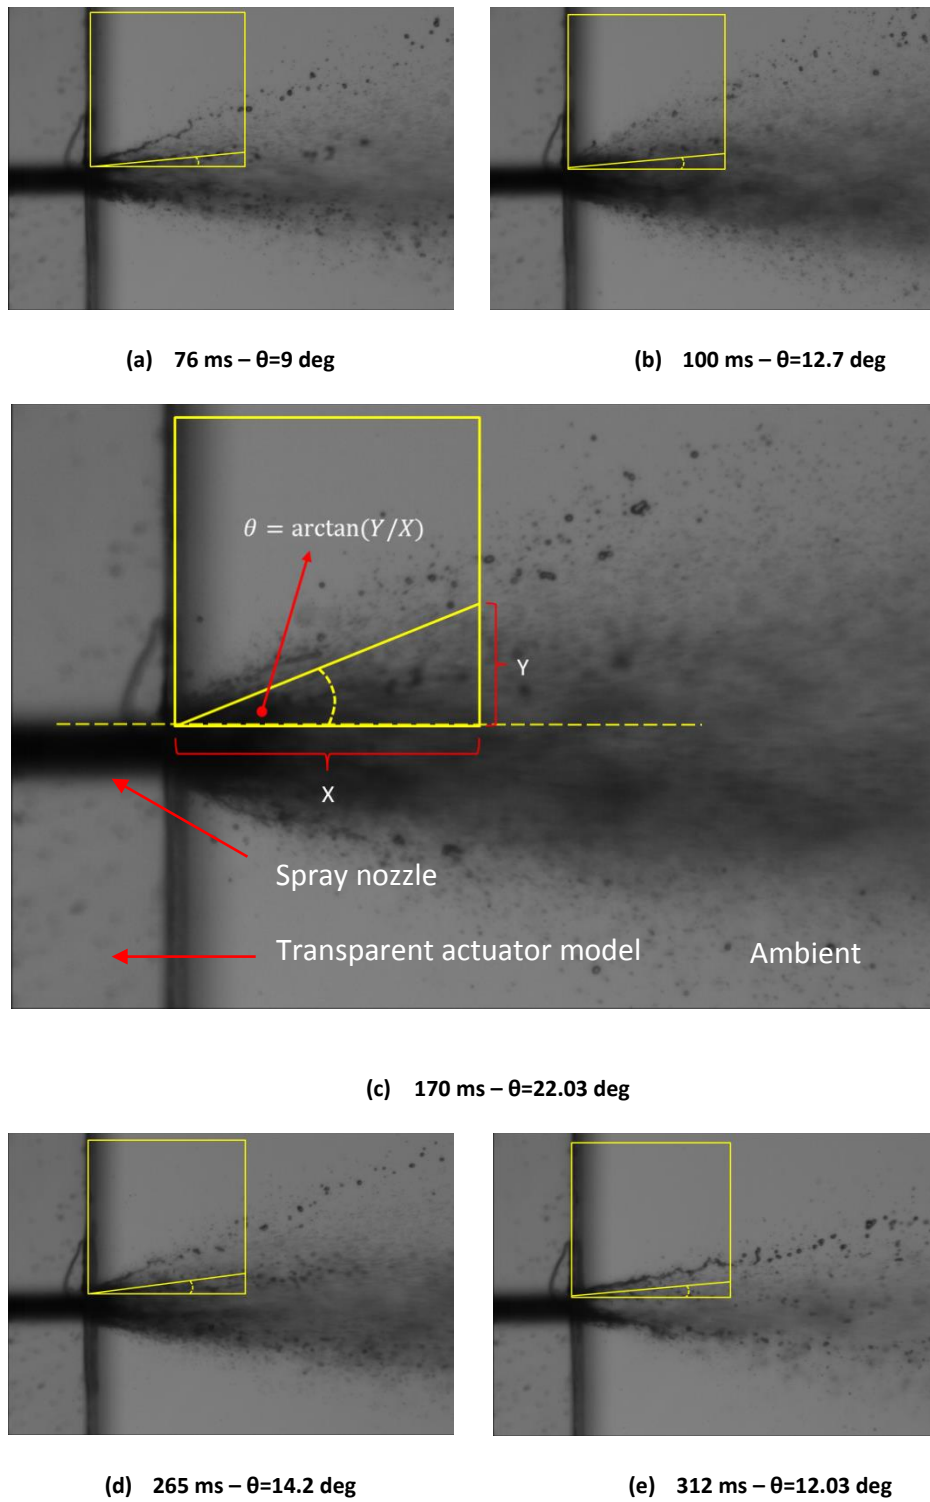 (a) 76 ms – θ=9 deg
(b) 100 ms – θ=12.7 deg
θ = arctan(Y/X)
Y
X
Spray nozzle
Transparent actuator model
Ambient
(c) 170 ms – θ=22.03 deg
(d) 265 ms – θ=14.2 deg
(e) 312 ms – θ=12.03 deg